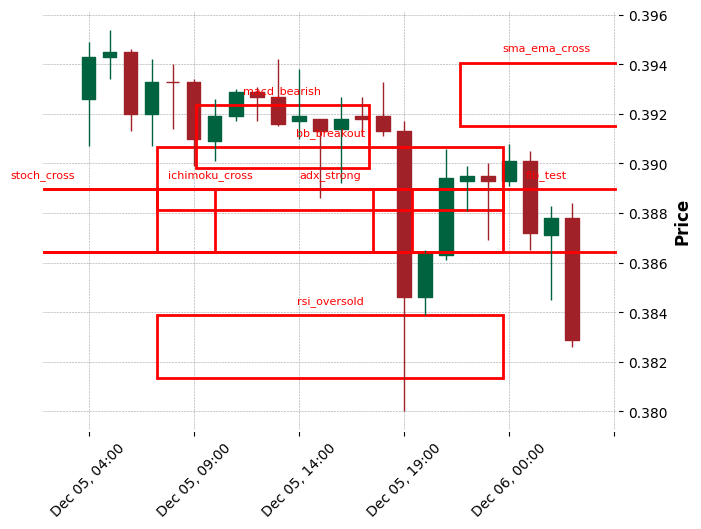 0.396
sma_ema_cross
0.394
macd_bearish
0.392
bb_breakout
0.390
stoch_cross
ichimoku_cross
adx_strong
_test
0.388
Price
0.386
rsi_oversold
0.384
0.382
0.380
Dec 05, 04:00
Dec 05, 09:00
Dec 05, 14:00
Dec 05, 19:00
Dec 06, 00:00